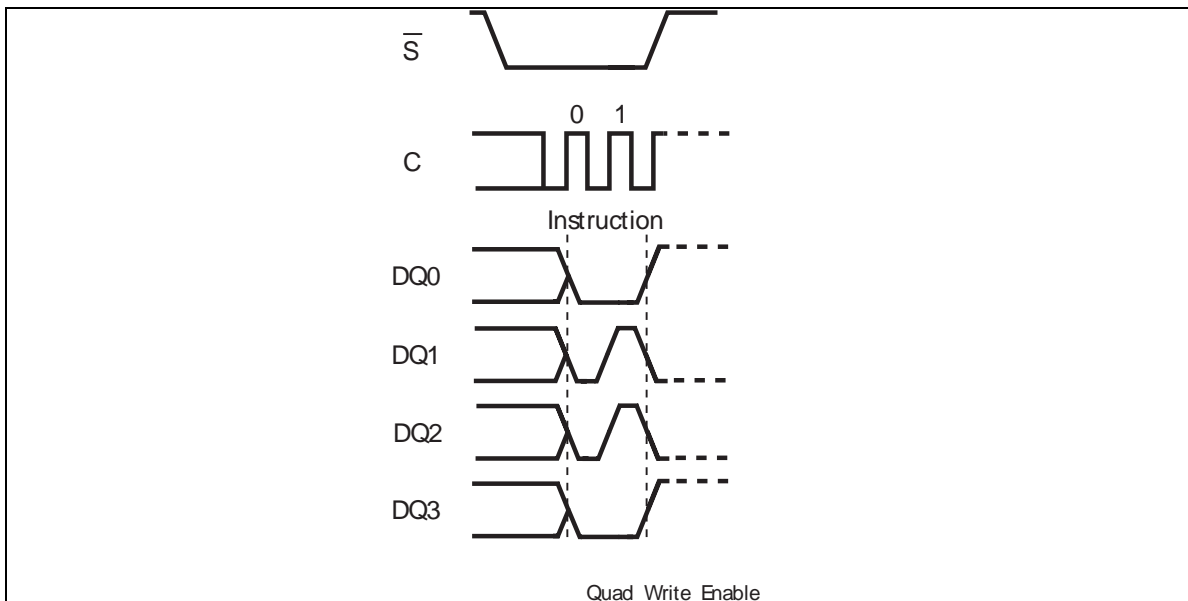 S̅
0 1
C
Instruction
DQ0
DQ1
DQ2
DQ3
Quad Write Enable